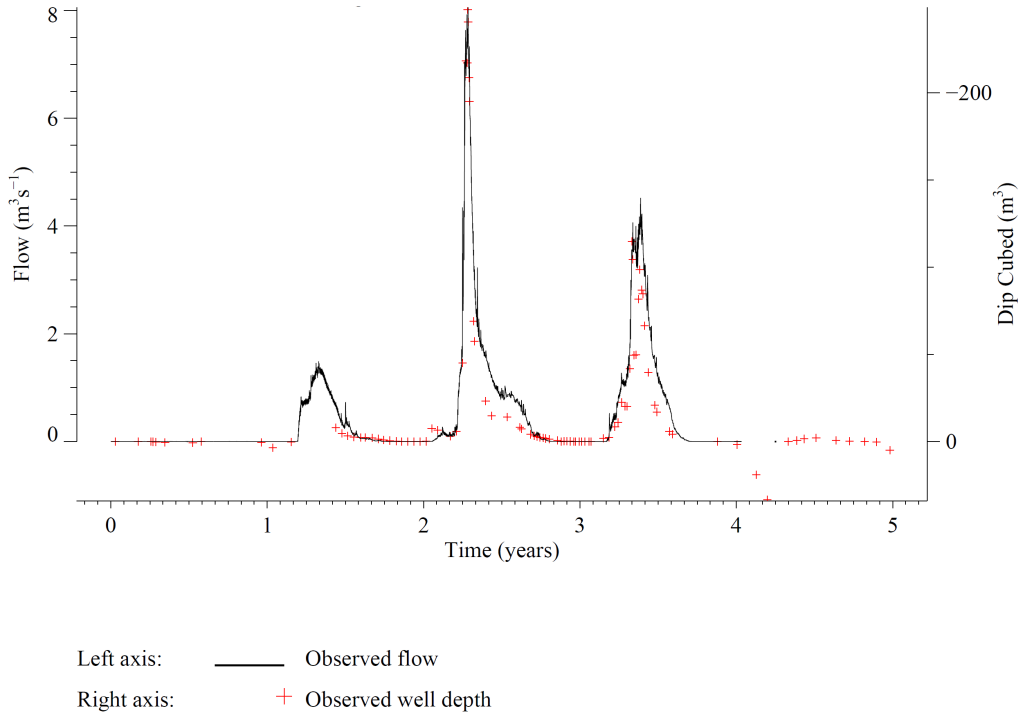 8
6
4
2
0
Flow (m³s⁻¹)
−200
0
Dip Cubed (m³)
0 1 2 3 4 5
Time (years)
Left axis: Observed flow
Right axis: Observed well depth